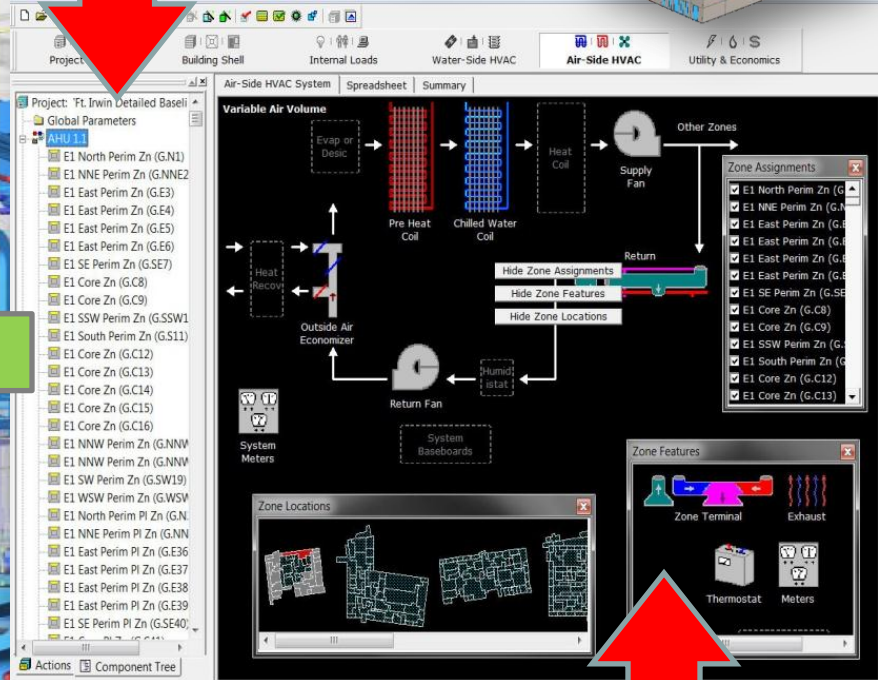 Project
Building Shell
Internal Loads
Water-Side HVAC
Air-Side HVAC
Utility & Economics
Air-Side HVAC System
Spreadsheet
Summary
Project: 'Ft. Irwin Detailed Baseli
Global Parameters
AHU 1.1
E1 North Perim Zn (G.N1)
E1 NNE Perim Zn (G.NNE2
E1 East Perim Zn (G.E3)
E1 East Perim Zn (G.E4)
E1 East Perim Zn (G.E5)
E1 East Perim Zn (G.E6)
E1 SE Perim Zn (G.SE7)
E1 Core Zn (G.C8)
E1 Core Zn (G.C9)
E1 SSW Perim Zn (G.SSW1
E1 South Perim Zn (G.S11)
E1 Core Zn (G.C12)
E1 Core Zn (G.C13)
E1 Core Zn (G.C14)
E1 Core Zn (G.C15)
E1 Core Zn (G.C16)
E1 NNW Perim Zn (G.NNW
E1 NNW Perim Zn (G.NNW
E1 SW Perim Zn (G.SW19)
E1 WSW Perim Zn (G.WSW
E1 North Perim Pl Zn (G.N
E1 NNE Perim Pl Zn (G.NN
E1 East Perim Pl Zn (G.E36
E1 East Perim Pl Zn (G.E37
E1 East Perim Pl Zn (G.E38
E1 East Perim Pl Zn (G.E39
E1 SE Perim Pl Zn (G.SE40
Actions
Component Tree
Variable Air Volume
Evap or
Desic
Pre Heat
Coil
Chilled Water
Coil
Heat
Coil
Supply
Fan
Other Zones
Return
Hide Zone Assignments
Hide Zone Features
Hide Zone Locations
Heat
Recov
Outside Air
Economizer
Return Fan
Humid
istat
System
Baseboards
System
Meters
Zone Assignments
E1 North Perim Zn (G
E1 NNE Perim Zn (G.N
E1 East Perim Zn (G.E
E1 East Perim Zn (G.E
E1 East Perim Zn (G.E
E1 East Perim Zn (G.E
E1 SE Perim Zn (G.SE
E1 Core Zn (G.C8)
E1 Core Zn (G.C9)
E1 SSW Perim Zn (G.S
E1 South Perim Zn (G
E1 Core Zn (G.C12)
E1 Core Zn (G.C13)
Zone Locations
Zone Features
Zone Terminal
Exhaust
Thermostat
Meters